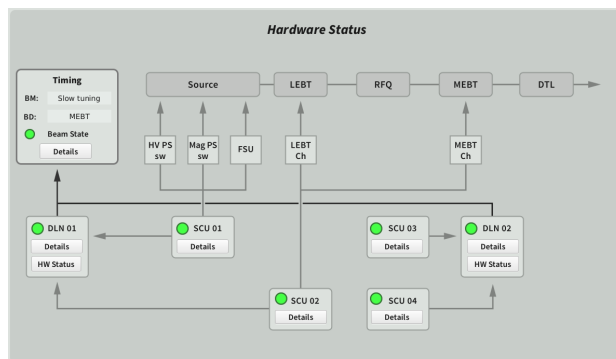 Hardware Status
Timing
BM: Slow tuning
BD: MEBT
Beam State
Details
Source
LEBT
RFQ
MEBT
DTL
HV PS
sw
Mag PS
sw
FSU
LEBT
Ch
MEBT
Ch
DLN 01
Details
HW Status
SCU 01
Details
SCU 03
Details
DLN 02
Details
HW Status
SCU 02
Details
SCU 04
Details